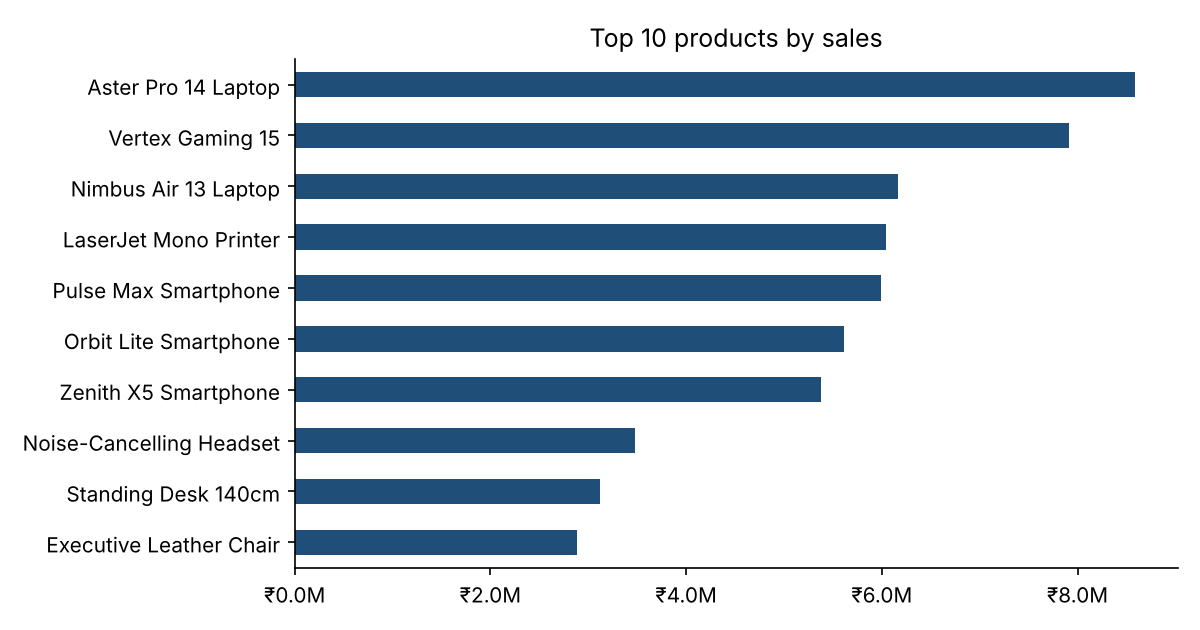 Top 10 products by sales
Aster Pro 14 Laptop
Vertex Gaming 15
Nimbus Air 13 Laptop
LaserJet Mono Printer
Pulse Max Smartphone
Orbit Lite Smartphone
Zenith X5 Smartphone
Noise-Cancelling Headset
Standing Desk 140cm
Executive Leather Chair
₹0.0M ₹2.0M ₹4.0M ₹6.0M ₹8.0M